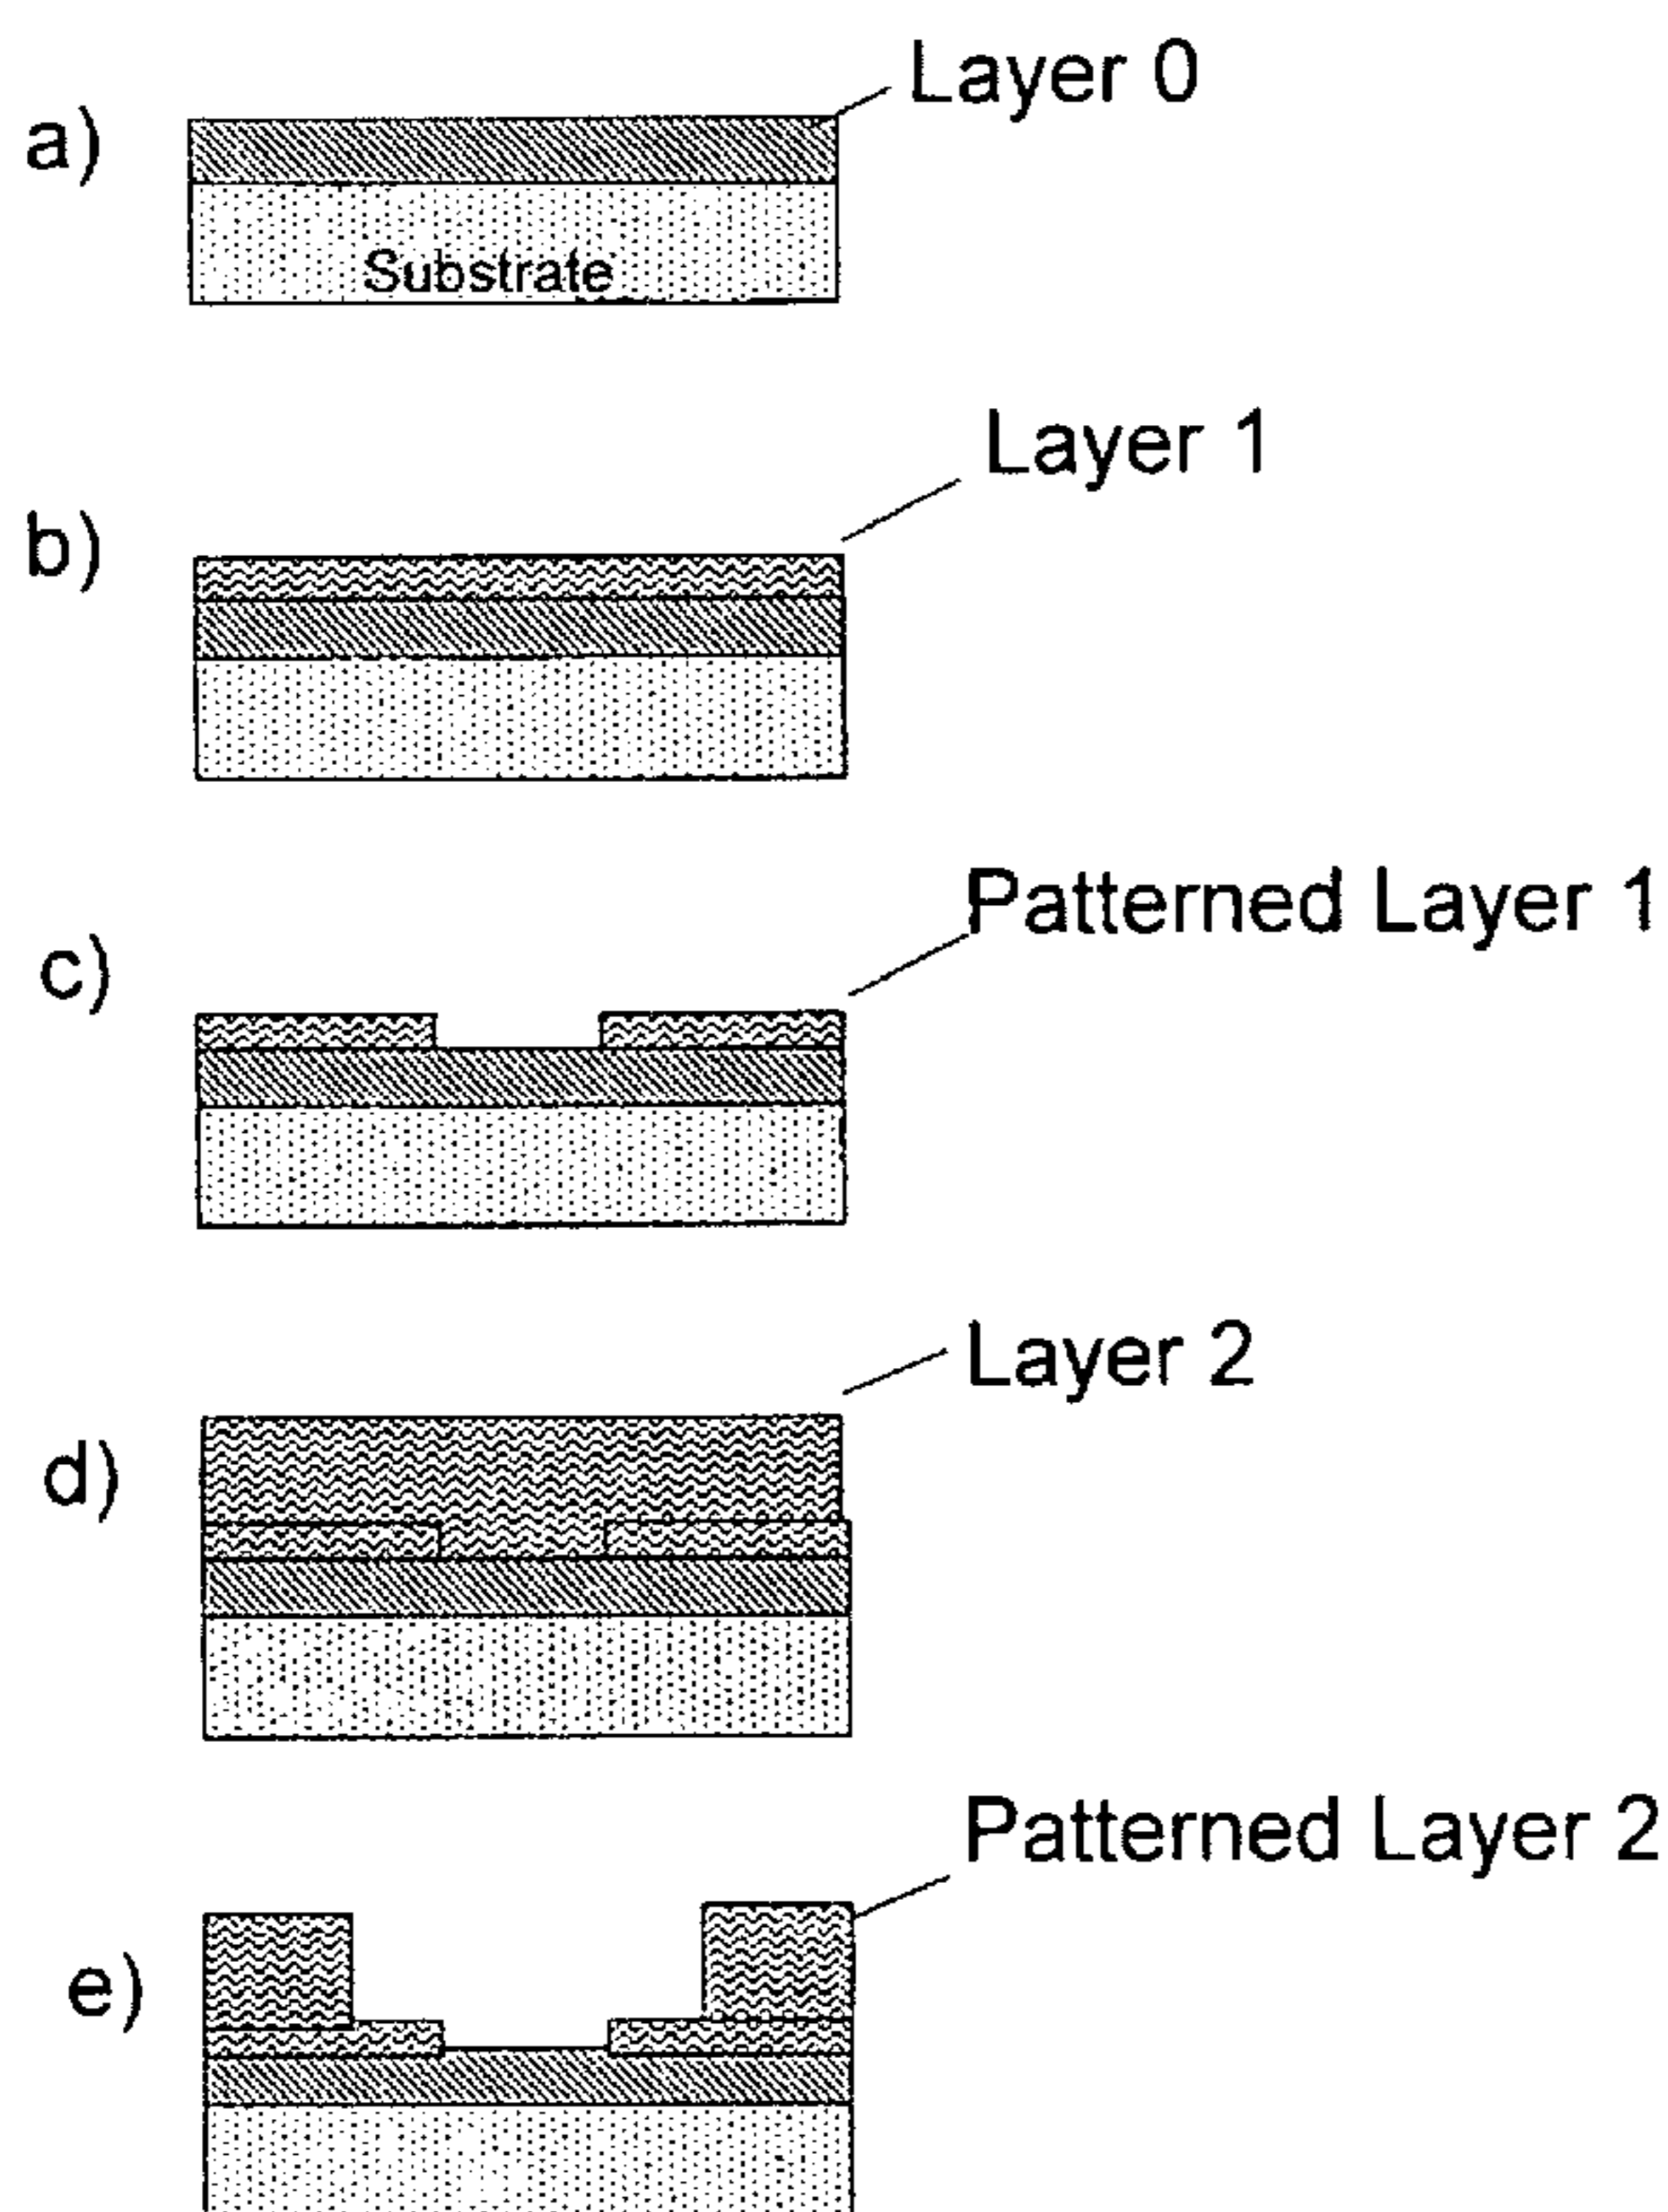 Layer 0
a)
Substrate
Layer 1
b)
Patterned Layer 1
c)
Layer 2
d)
Patterned Layer 2
e)